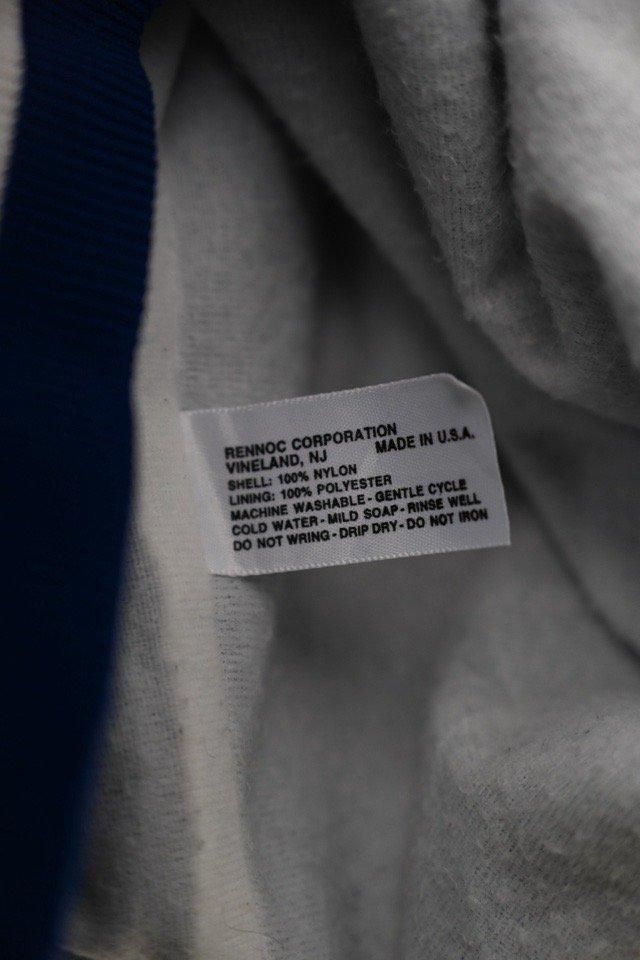 RENNOC CORPORATION
VINELAND, NJ MADE IN U.S.A.
SHELL: 100% NYLON
LINING: 100% POLYESTER
MACHINE WASHABLE - GENTLE CYCLE
COLD WATER - MILD SOAP - RINSE WELL
DO NOT WRING - DRIP DRY - DO NOT IRON